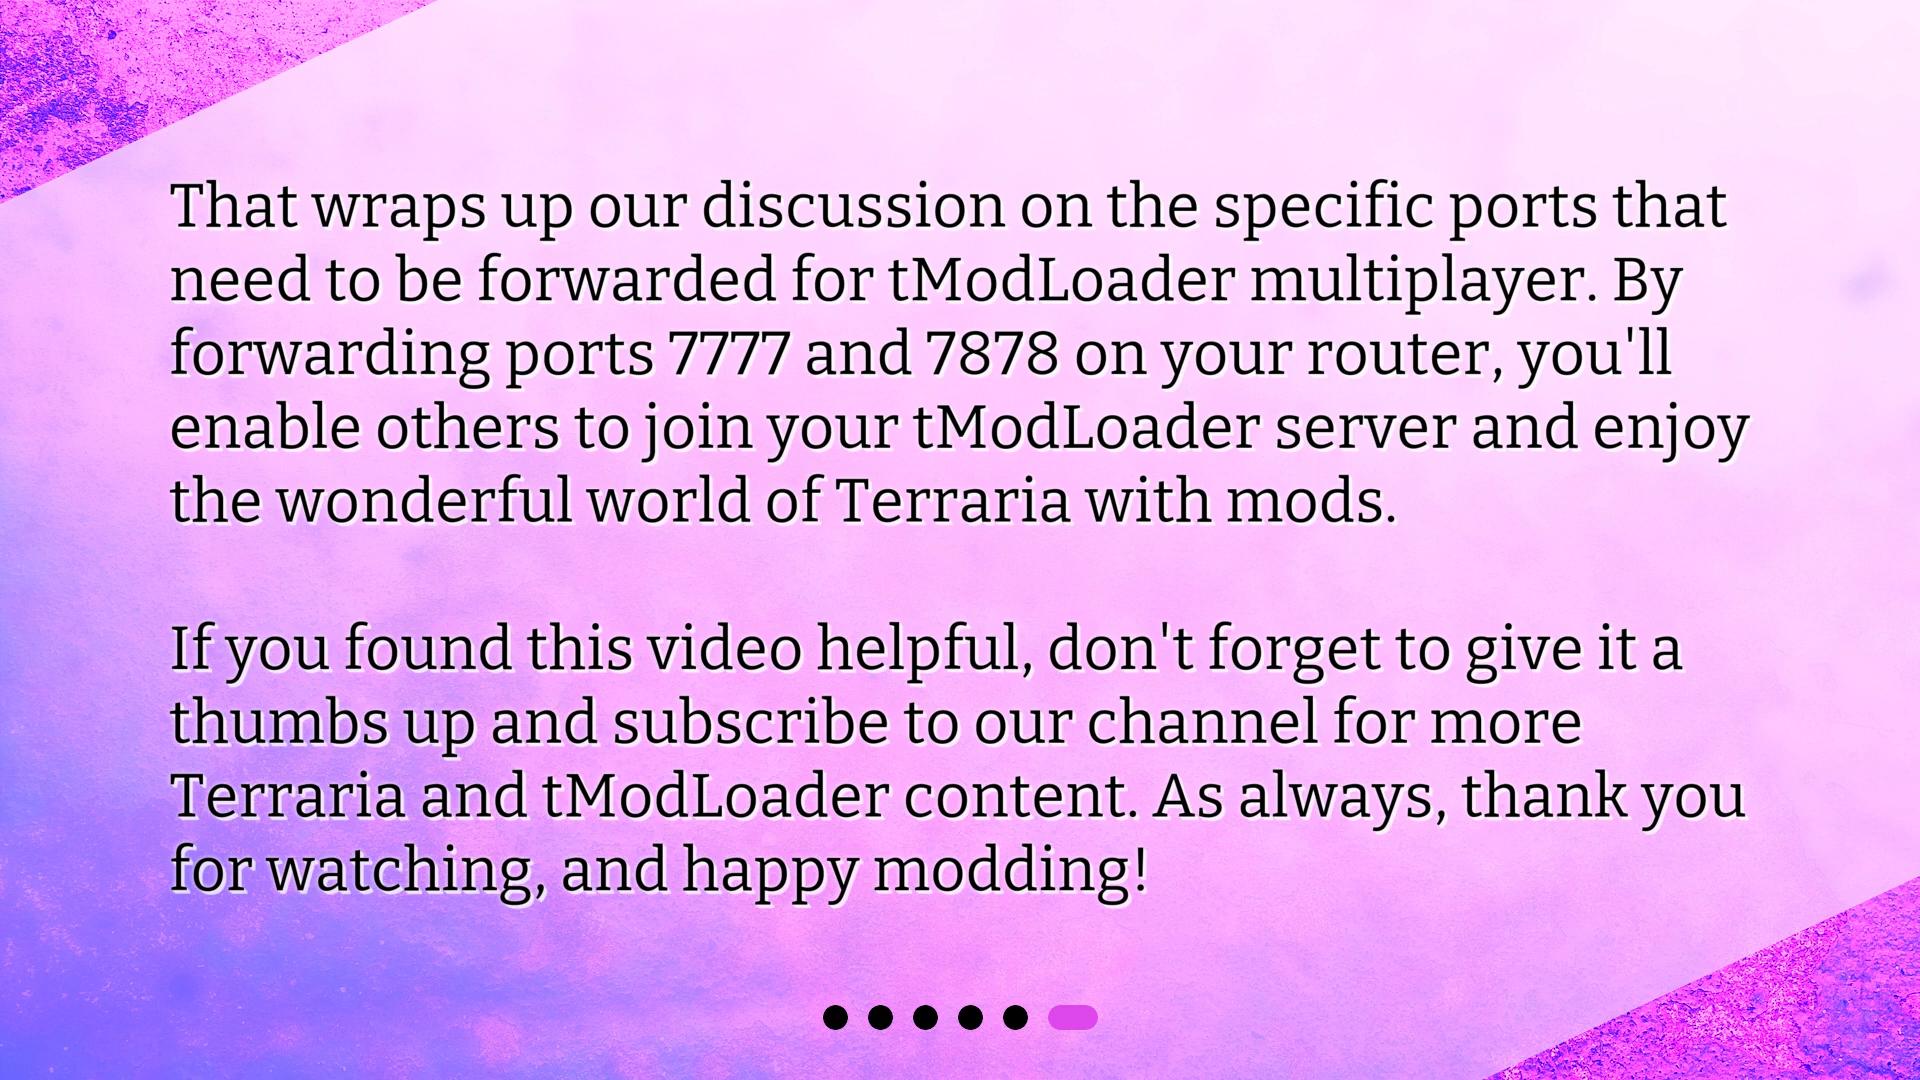 That wraps up our discussion on the specific ports that
need to be forwarded for tModLoader multiplayer. By
forwarding ports 7777 and 7878 on your router, you'll
enable others to join your tModLoader server and enjoy
the wonderful world of Terraria with mods.
If you found this video helpful, don't forget to give it a
thumbs up and subscribe to our channel for more
Terraria and tModLoader content. As always, thank you
for watching, and happy modding!